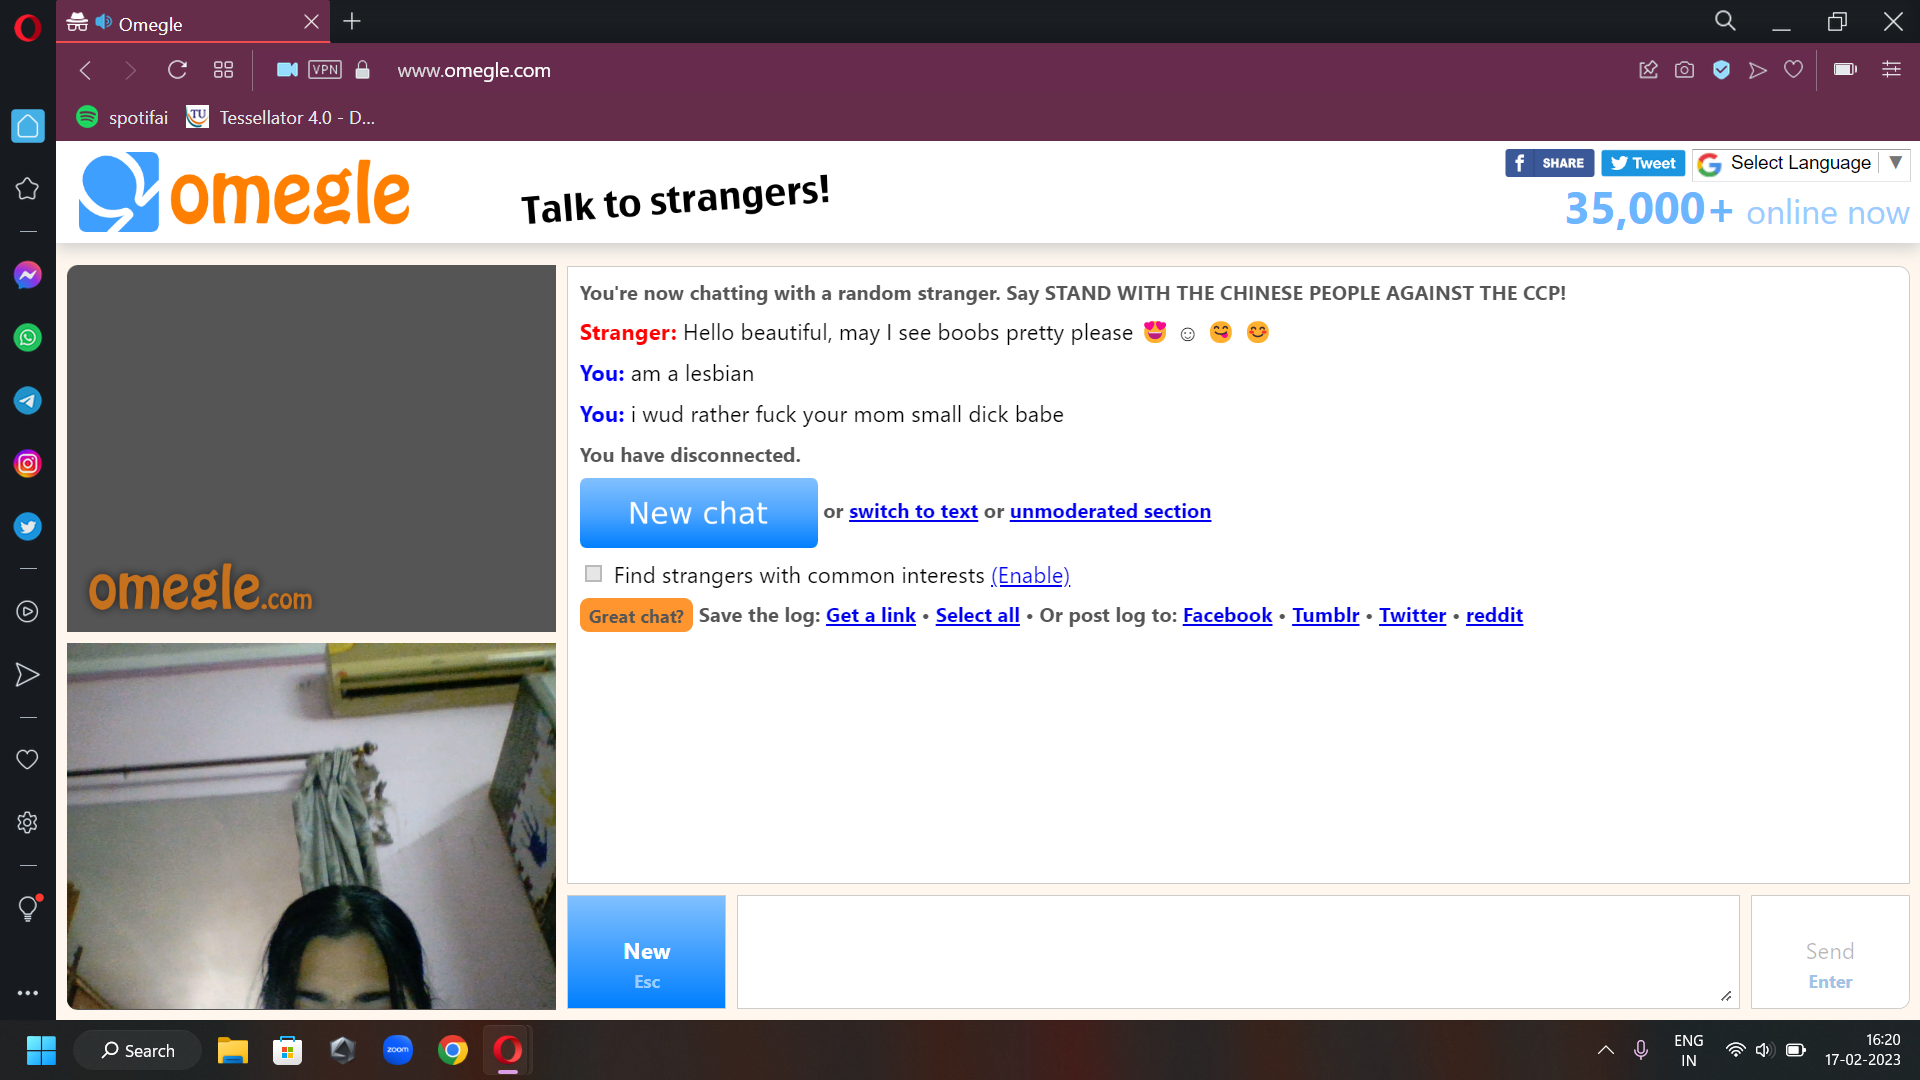 Omegle
VPN
www.omegle.com
spotifai
TU
Tessellator 4.0 - D...
omegle
Talk to strangers!
f SHARE
Tweet
G Select Language ▼
35,000+ online now
You're now chatting with a random stranger. Say STAND WITH THE CHINESE PEOPLE AGAINST THE CCP!
Stranger: Hello beautiful, may I see boobs pretty please 😍 ☺ 😋 😊
You: am a lesbian
You: i wud rather fuck your mom small dick babe
You have disconnected.
New chat or switch to text or unmoderated section
Find strangers with common interests (Enable)
Great chat? Save the log: Get a link • Select all • Or post log to: Facebook • Tumblr • Twitter • reddit
omegle.com
New
Esc
Send
Enter
Search
zoom
ENG
IN
16:20
17-02-2023